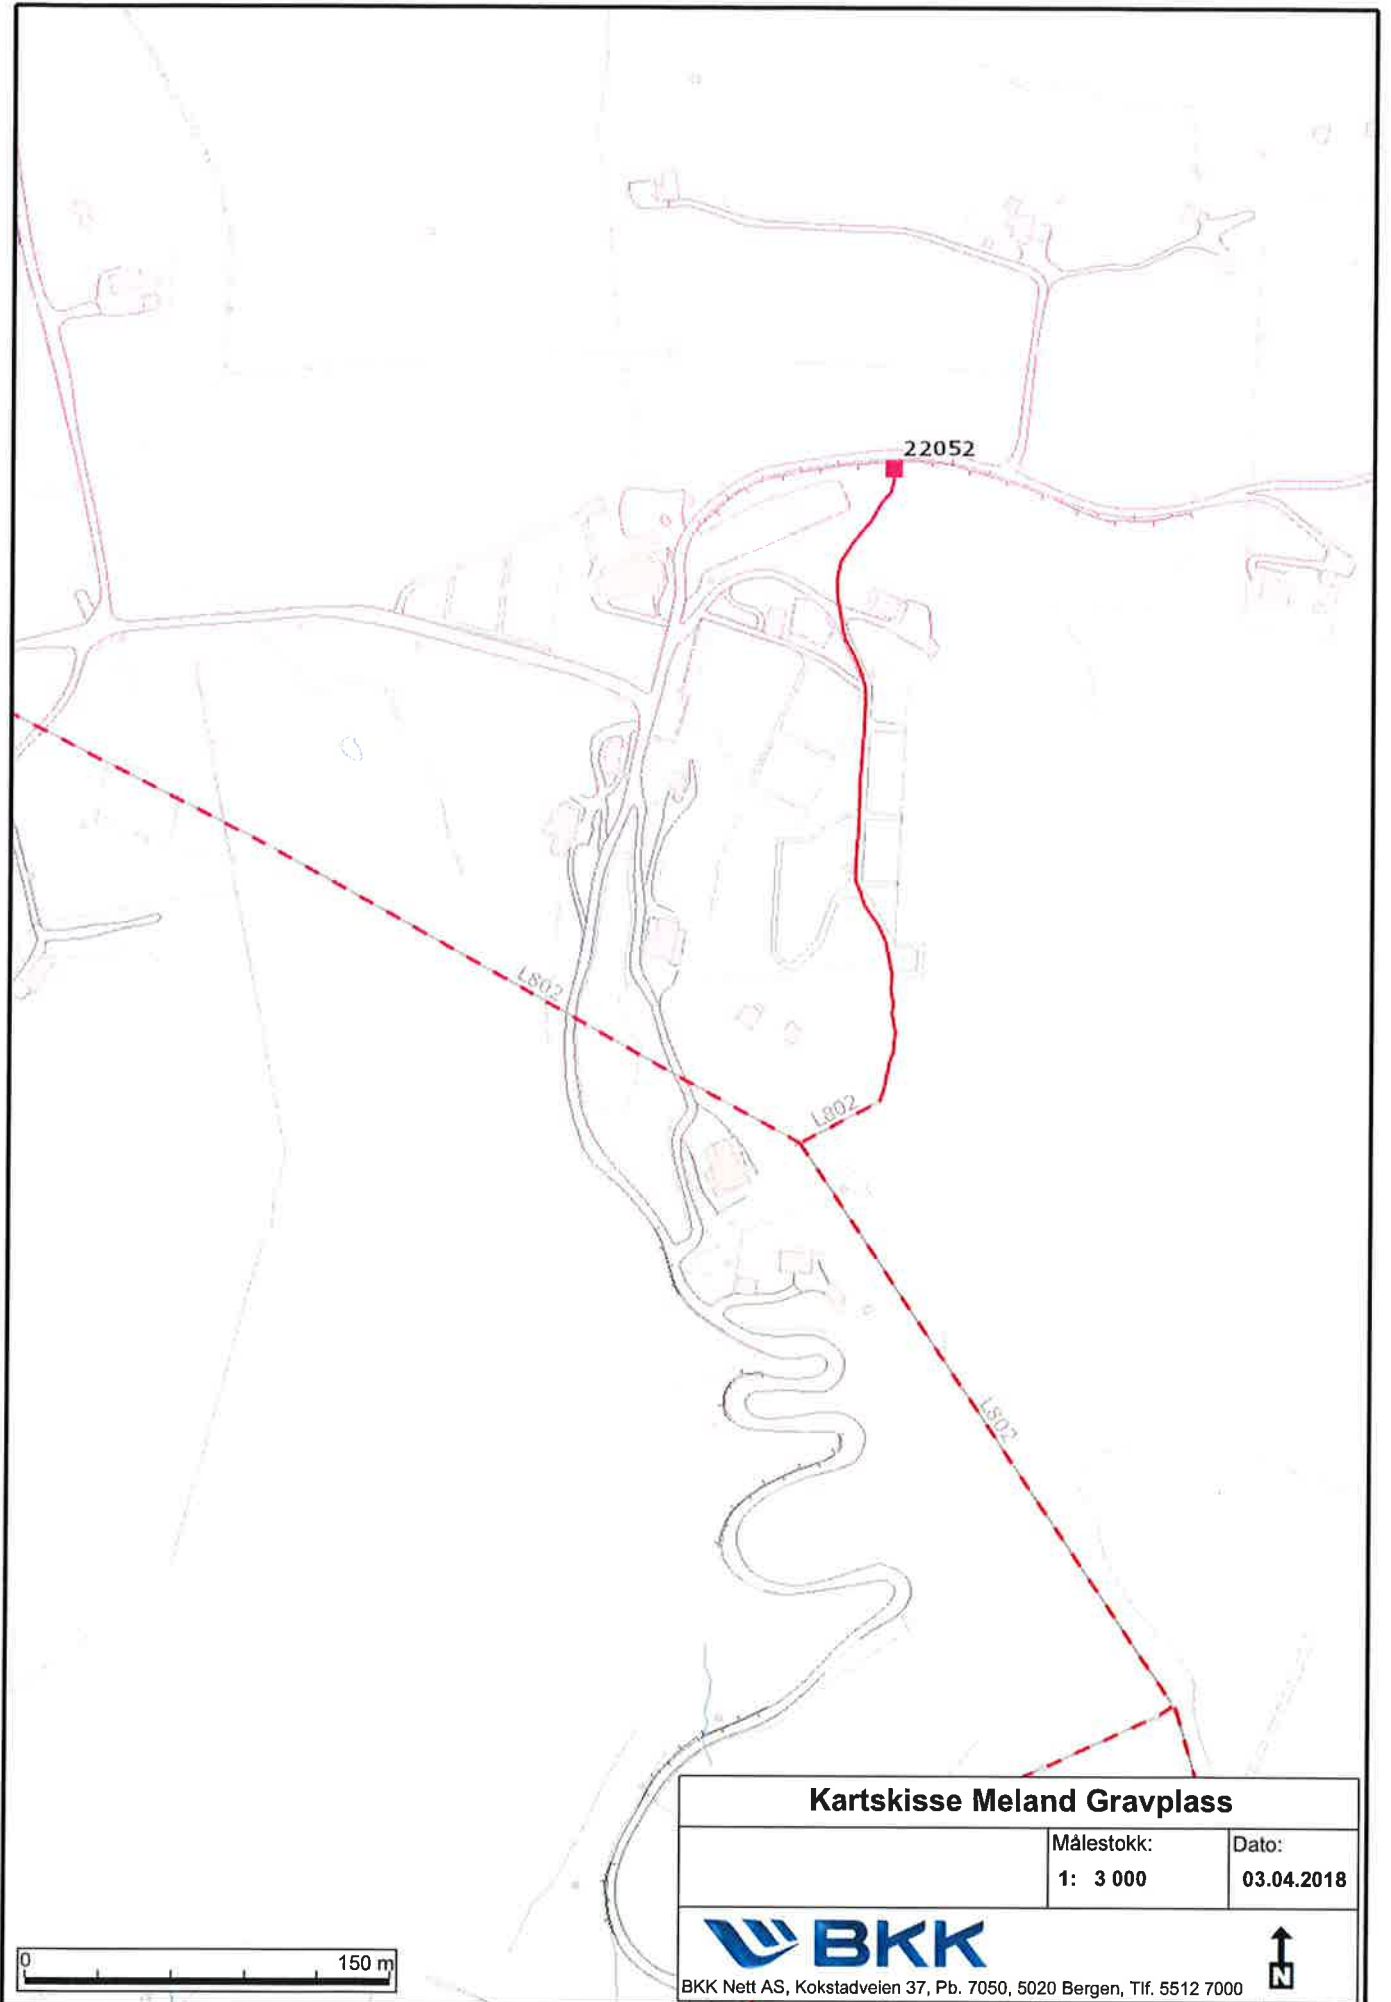 22052
L802
L802
L802
Kartskisse Meland Gravplass
Målestokk:
1: 3 000
Dato:
03.04.2018
BKK
BKK Nett AS, Kokstadveien 37, Pb. 7050, 5020 Bergen, Tlf. 5512 7000
N
0 150 m